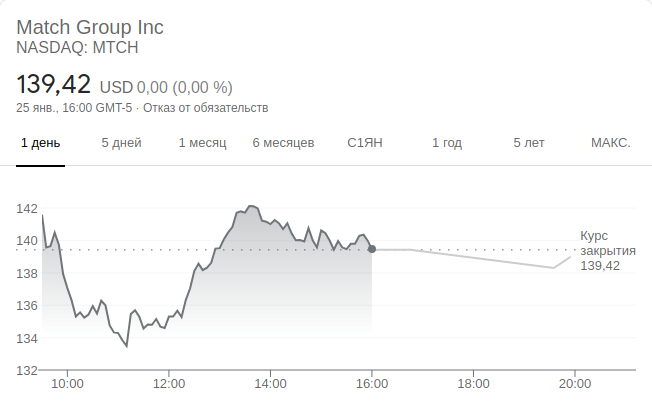 Match Group Inc
NASDAQ: MTCH
139,42 USD 0,00 (0,00 %)
25 янв., 16:00 GMT-5 · Отказ от обязательств
1 день 5 дней 1 месяц 6 месяцев С1ЯН 1 год 5 лет МАКС.
142
140
138
136
134
132
Курс
закрытия
139,42
10:00 12:00 14:00 16:00 18:00 20:00